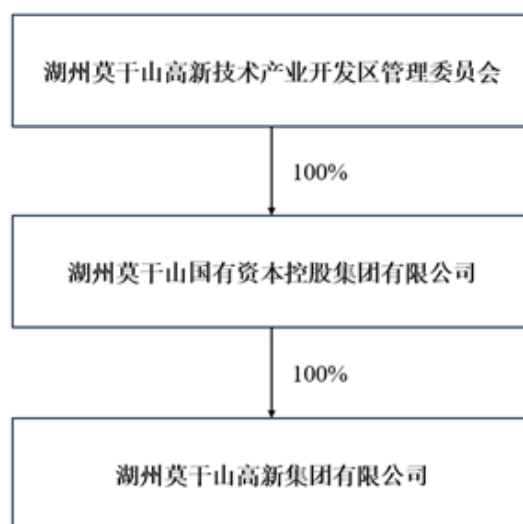 湖州莫干山高新技术产业开发区管理委员会
100%
湖州莫干山国有资本控股集团有限公司
100%
湖州莫干山高新集团有限公司